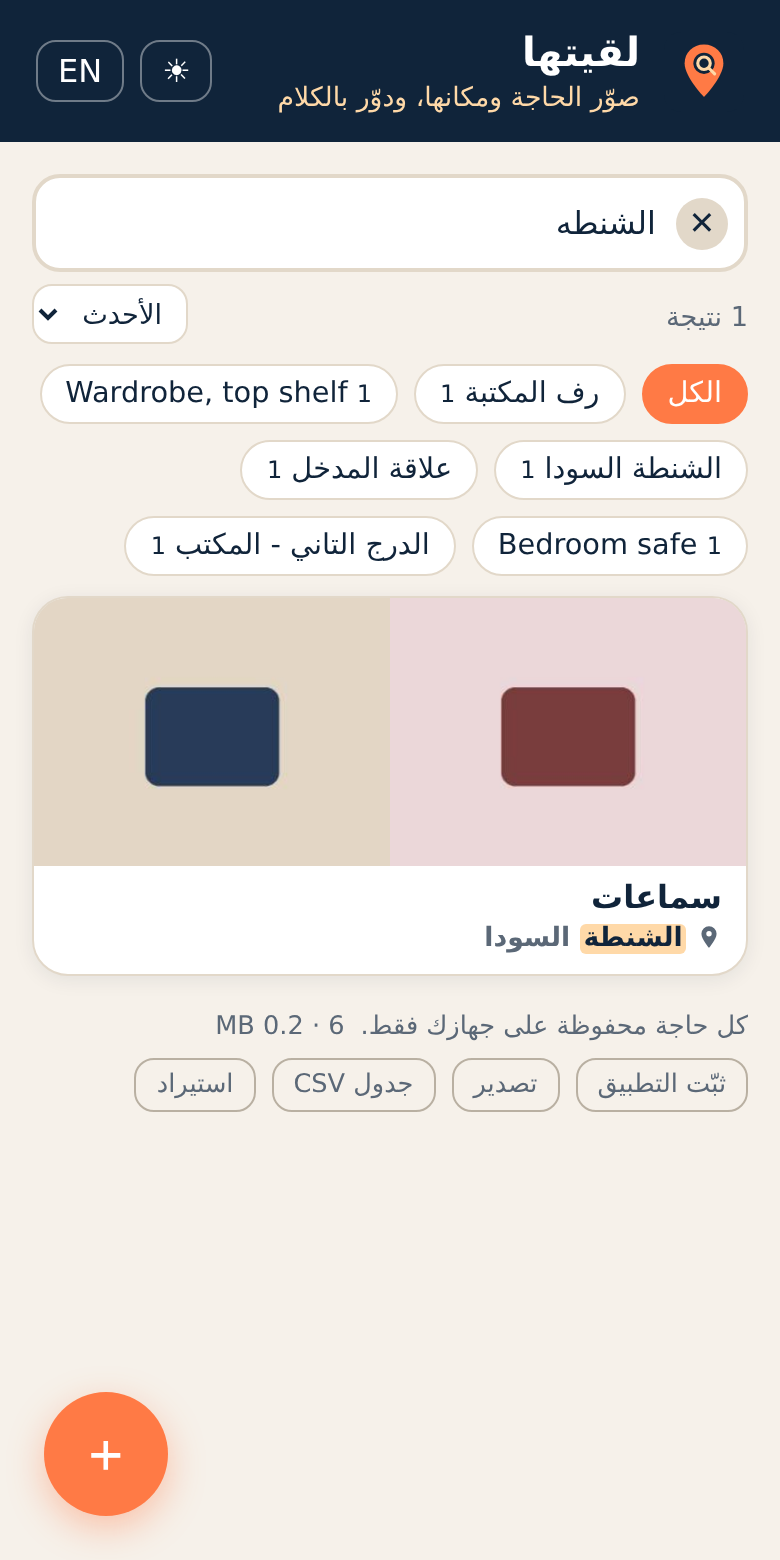 لقيتها
صوّر الحاجة ومكانها، ودوّر بالكلام
☀ EN
✕ الشنطه
1 نتيجة
الأحدث
الكل
رف المكتبة 1
Wardrobe, top shelf 1
الشنطة السودا 1
علاقة المدخل 1
Bedroom safe 1
الدرج التاني - المكتب 1
سماعات
الشنطة السودا
كل حاجة محفوظة على جهازك فقط. 6 · 0.2 MB
ثبّت التطبيق
تصدير
جدول CSV
استيراد
+